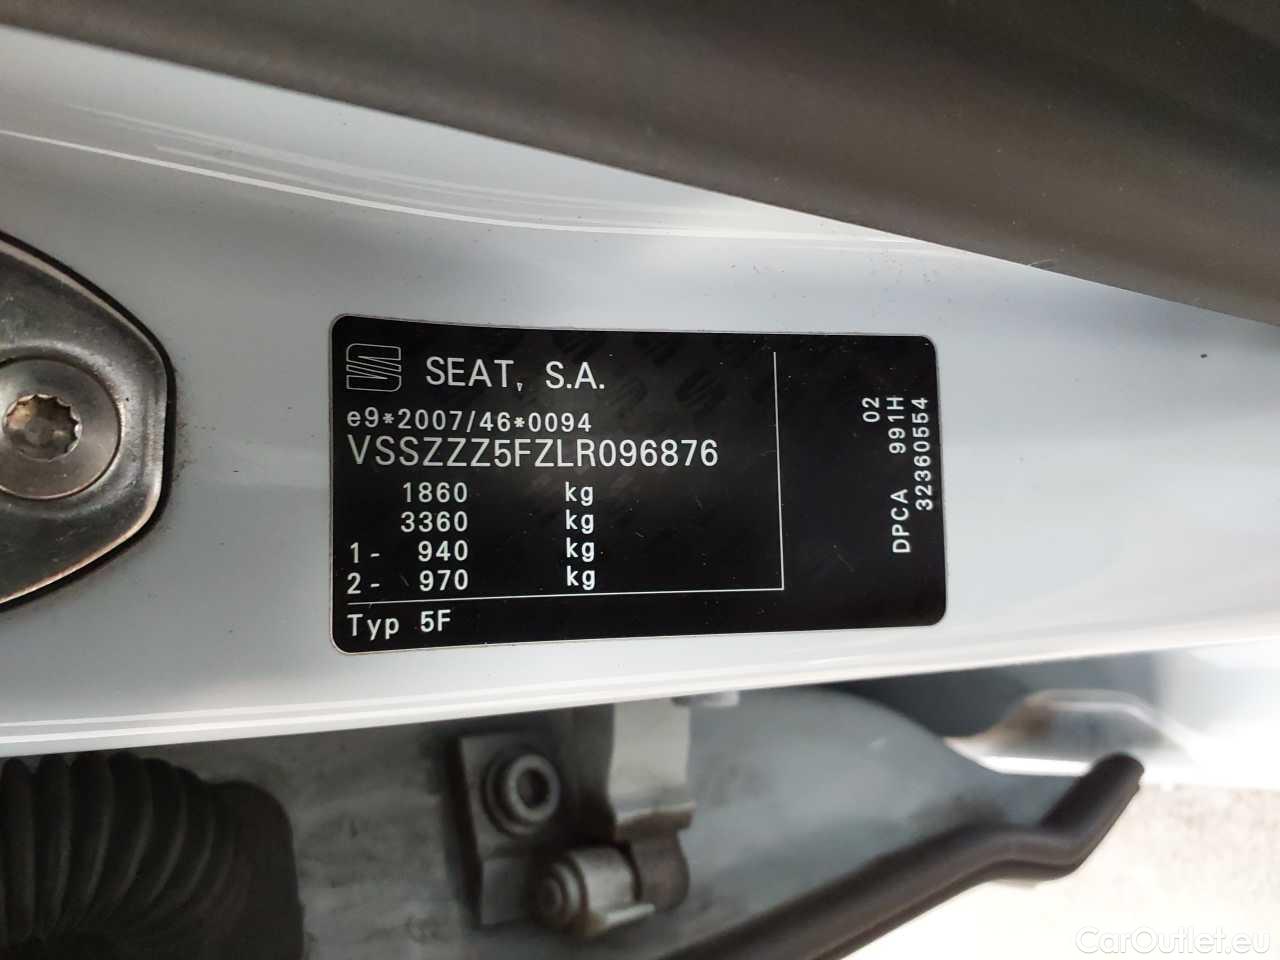 SEAT, S.A.
e9*2007/46*0094
VSSZZZ5FZLR096876
1860 kg
3360 kg
1- 940 kg
2- 970 kg
Typ 5F
02
DPCA 991H
32360554
CarOutlet.eu